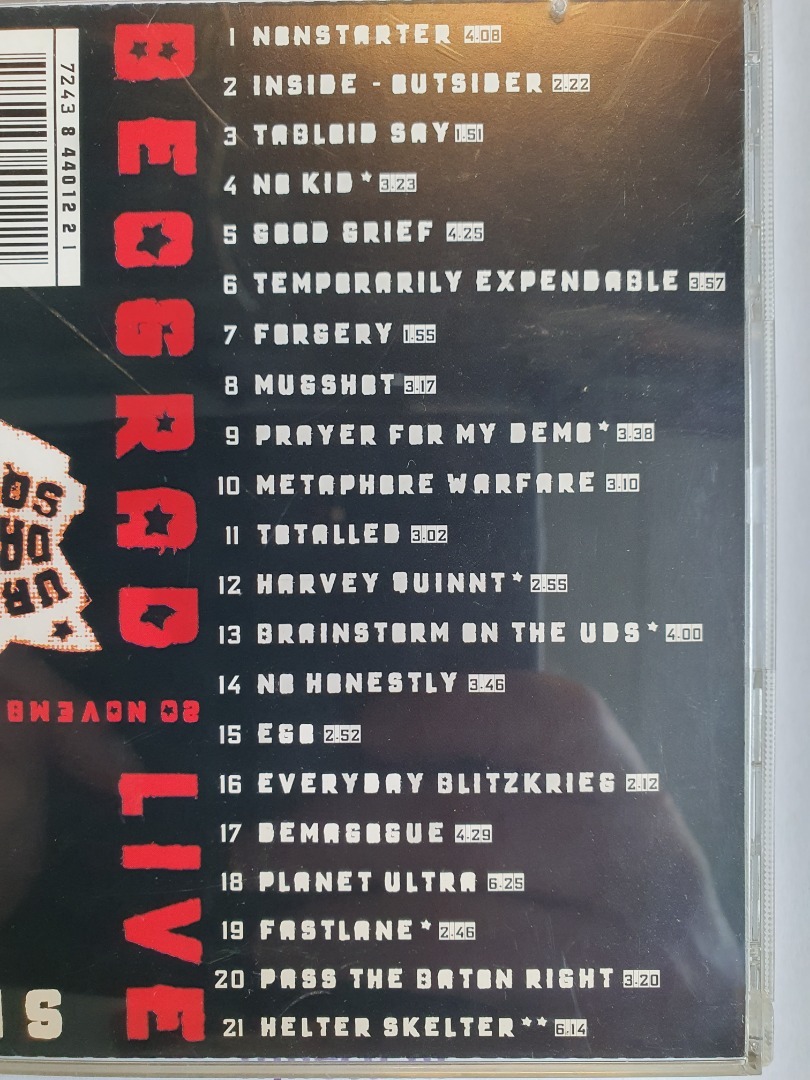 1 NONSTARTER 4.08
2 INSIDE - OUTSIDER 2.22
3 TABLOID SAY 1.51
4 NO KID* 3.23
5 GOOD GRIEF 4.25
6 TEMPORARILY EXPENDABLE 3.57
7 FORGERY 1.55
8 MUGSHOT 3.17
9 PRAYER FOR MY DEMO* 3.38
10 METAPHORE WARFARE 3.10
11 TOTALLED 3.02
12 HARVEY QUINNT* 2.55
13 BRAINSTORM ON THE UDS* 4.00
14 NO HONESTLY 3.46
15 EGO 2.52
16 EVERYDAY BLITZKRIEG 2.12
17 DEMAGOGUE 4.29
18 PLANET ULTRA 6.25
19 FASTLANE* 2.46
20 PASS THE BATON RIGHT 3.20
21 HELTER SKELTER** 6.14
BEOGRAD LIVE
7243 8 44012 2 1
S